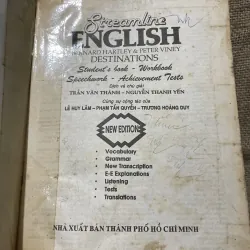 Streamline
ENGLISH
BERNARD HARTLEY & PETER VINEY
DESTINATIONS
Student's book - Workbook
Speechwork - Achievement Tests
Dịch và chú giải
TRẦN VĂN THÀNH - NGUYỄN THANH YẾN
Cùng sự cộng tác của
LÊ HUY LÂM - PHẠM TẤN QUYỀN - TRƯƠNG HOÀNG DUY
NEW EDITION
• Vocabulary
• Grammar
• New Transcription
• E-E Explanations
• Listening
• Tests
• Translations
NHÀ XUẤT BẢN THÀNH PHỐ HỒ CHÍ MINH